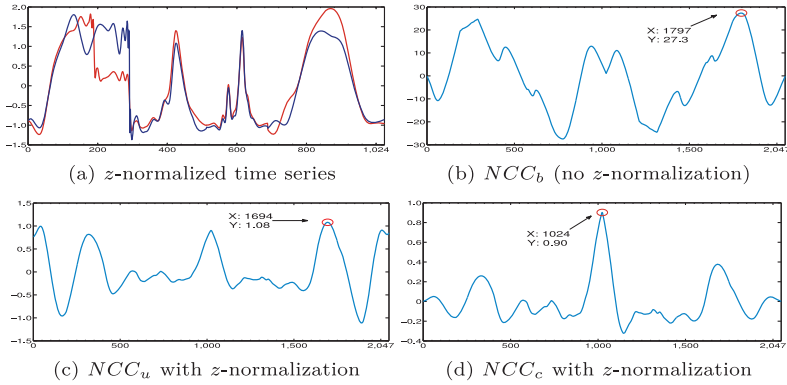 2.0
1.5
1.0
0.5
0
-0.5
-1.0
-1.5
0 200 400 600 800 1,024
(a) z-normalized time series
30
20
10
0
-10
-20
-30
0 500 1,000 1,500 2,047
X: 1797
Y: 27.3
(b) NCC_b (no z-normalization)
1.5
1.0
0.5
0
-0.5
-1.0
-1.5
0 500 1,000 1,500 2,047
X: 1694
Y: 1.08
(c) NCC_u with z-normalization
1.0
0.8
0.6
0.4
0.2
0
-0.2
-0.4
0 500 1,000 1,500 2,047
X: 1024
Y: 0.90
(d) NCC_c with z-normalization